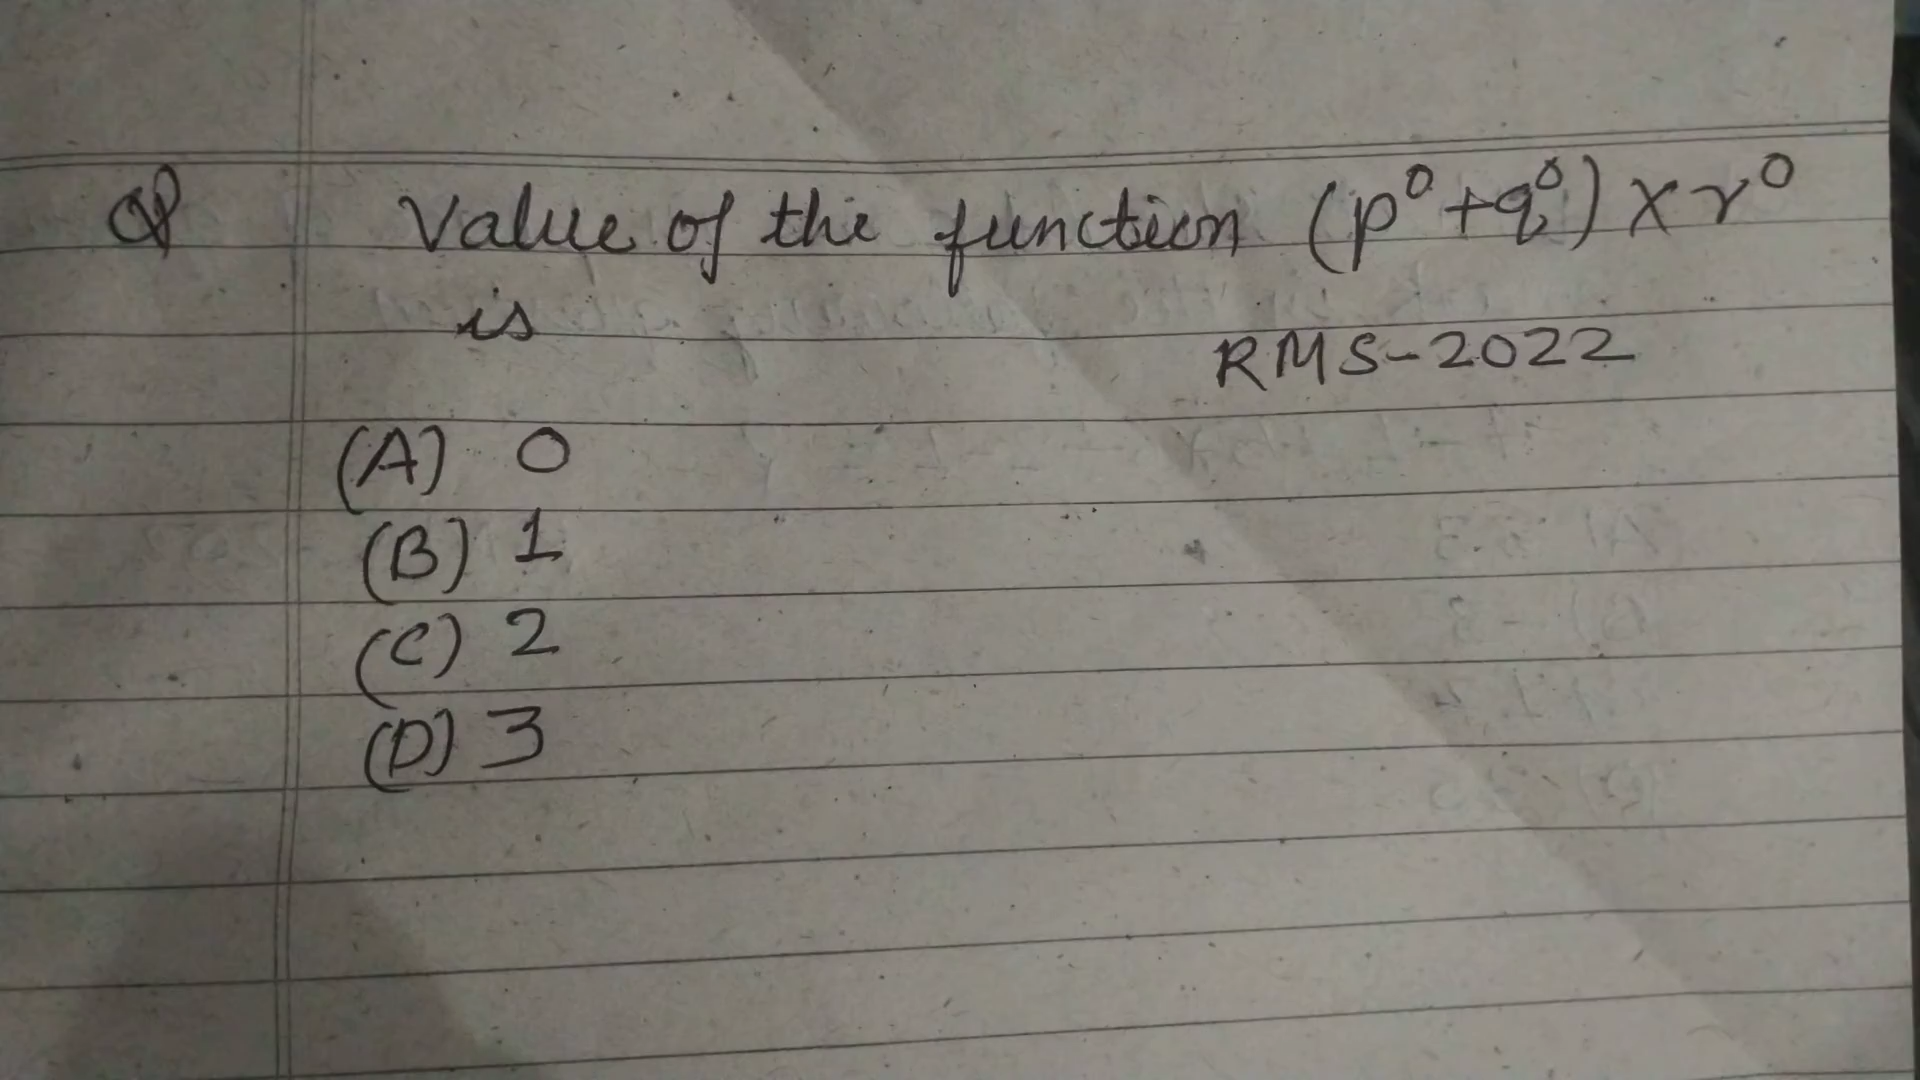 Q Value of the function (p⁰+q⁰)×r⁰
is
RMS-2022
(A) 0
(B) 1
(C) 2
(D) 3